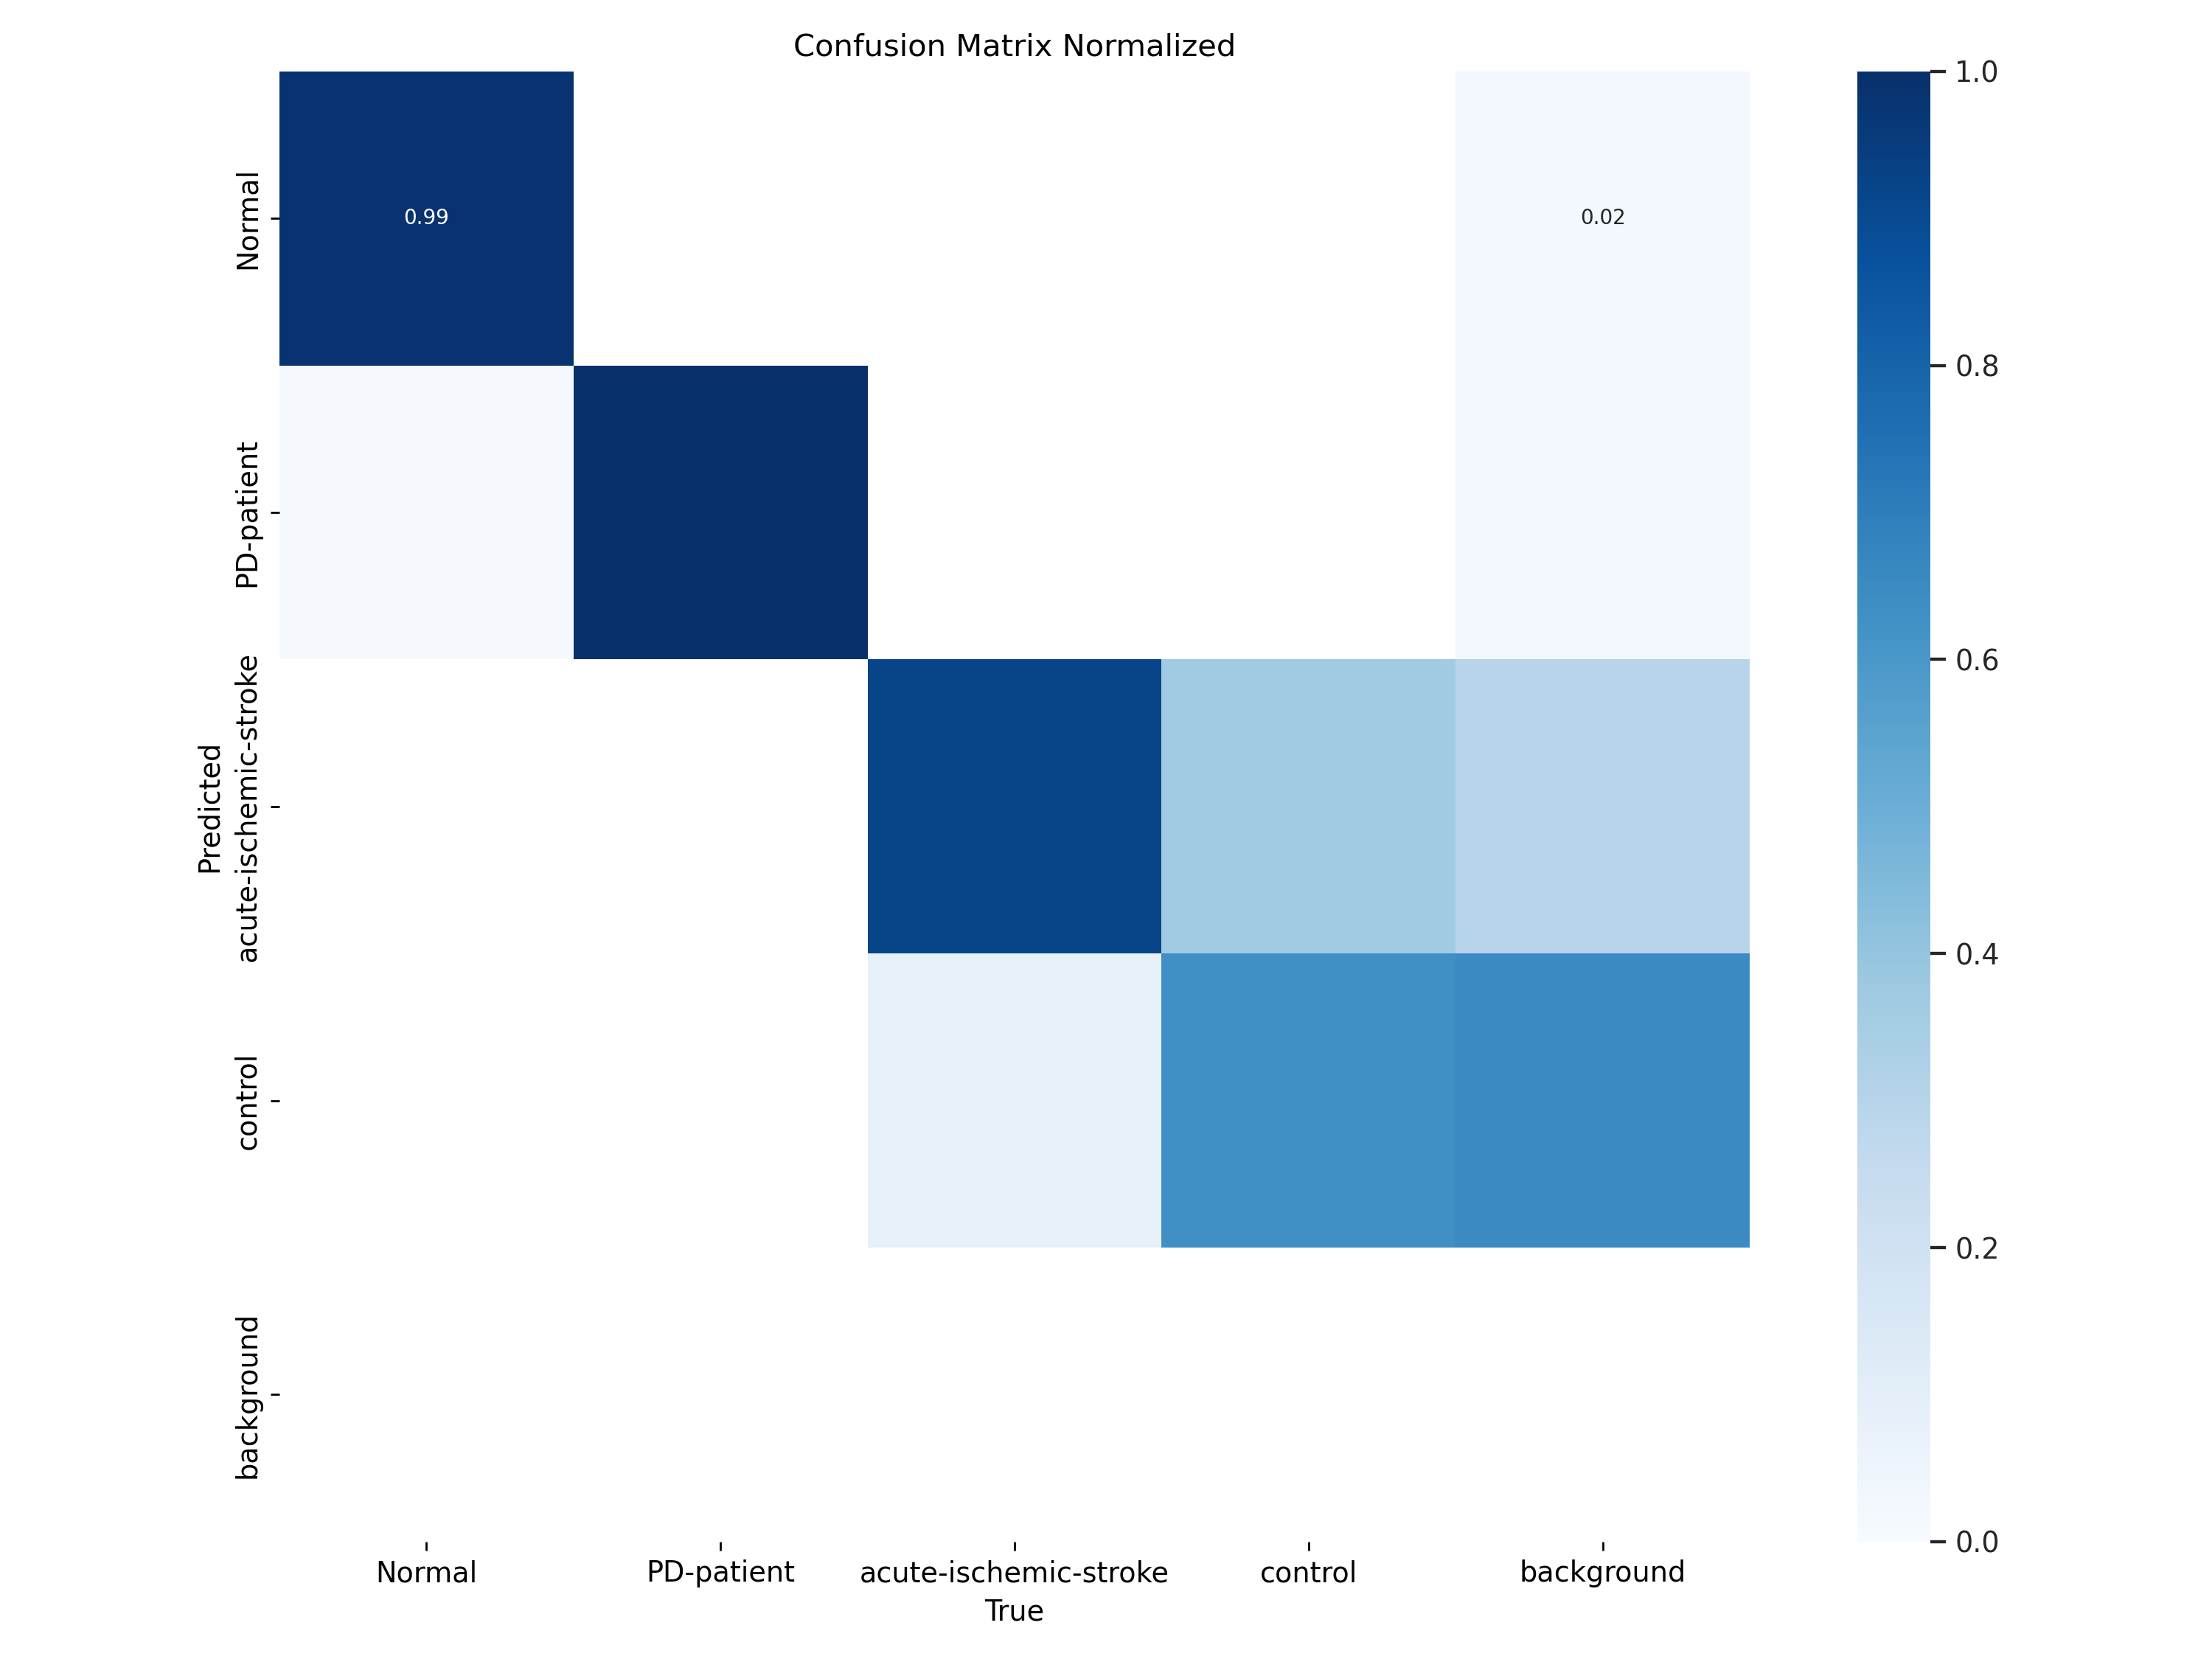 Confusion Matrix Normalized
Predicted
Normal
PD-patient
acute-ischemic-stroke
control
background
0.99
0.02
Normal
PD-patient
acute-ischemic-stroke
control
background
True
1.0
0.8
0.6
0.4
0.2
0.0